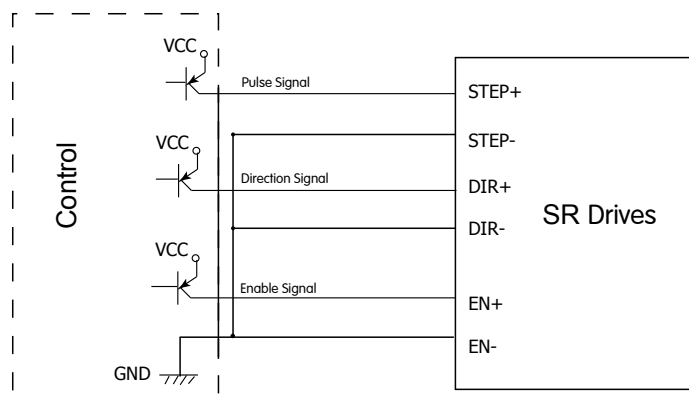 VCC
Pulse Signal
STEP+
STEP-
VCC
Direction Signal
DIR+
Control
SR Drives
DIR-
VCC
Enable Signal
EN+
EN-
GND